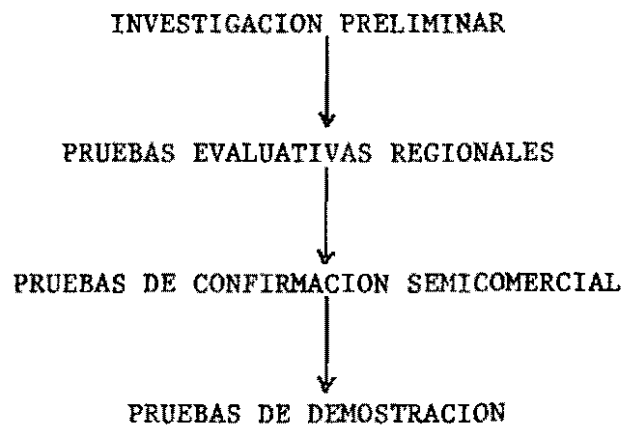 INVESTIGACION PRELIMINAR
PRUEBAS EVALUATIVAS REGIONALES
PRUEBAS DE CONFIRMACION SEMICOMERCIAL
PRUEBAS DE DEMOSTRACION